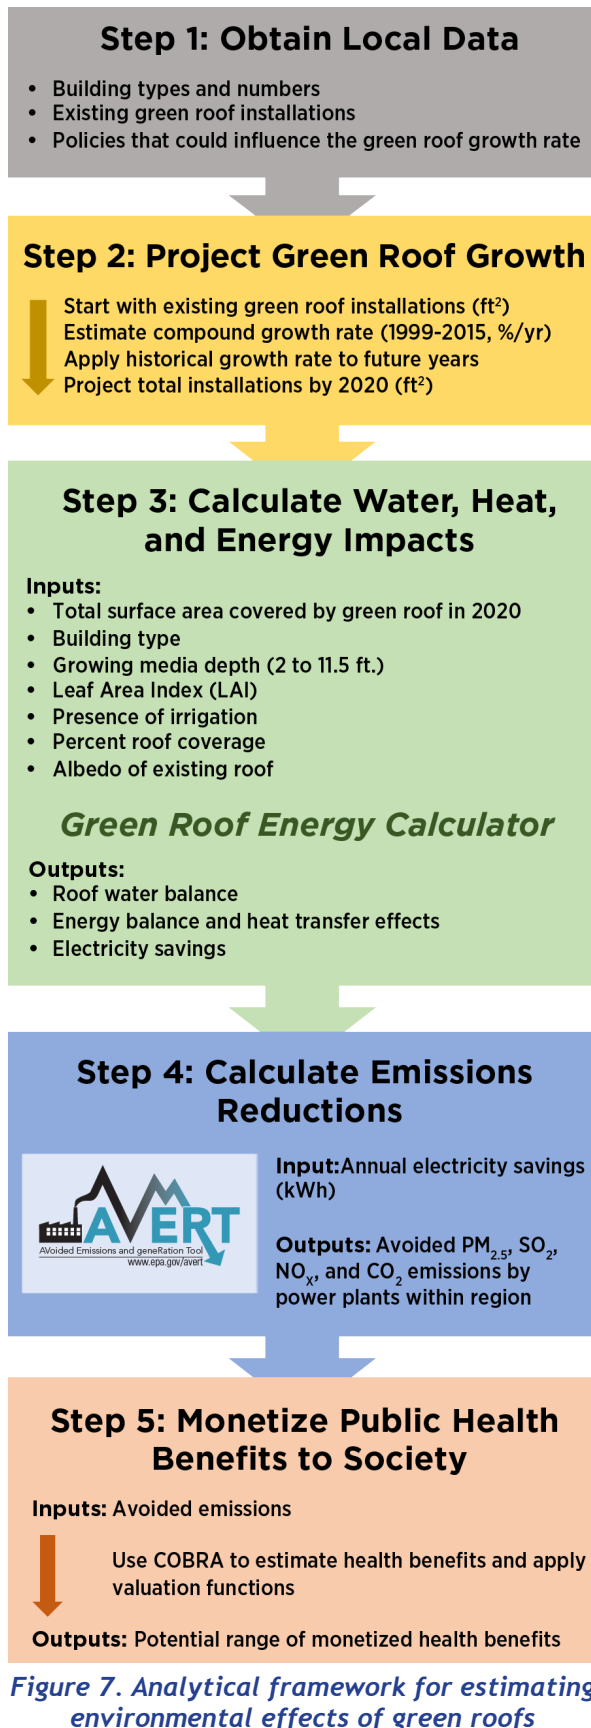 Step 1: Obtain Local Data
• Building types and numbers
• Existing green roof installations
• Policies that could influence the green roof growth rate
Step 2: Project Green Roof Growth
Start with existing green roof installations (ft²)
Estimate compound growth rate (1999-2015, %/yr)
Apply historical growth rate to future years
Project total installations by 2020 (ft²)
Step 3: Calculate Water, Heat,
and Energy Impacts
Inputs:
• Total surface area covered by green roof in 2020
• Building type
• Growing media depth (2 to 11.5 ft.)
• Leaf Area Index (LAI)
• Presence of irrigation
• Percent roof coverage
• Albedo of existing roof
Green Roof Energy Calculator
Outputs:
• Roof water balance
• Energy balance and heat transfer effects
• Electricity savings
Step 4: Calculate Emissions
Reductions
AVERT
AVoided Emissions and geneRation Tool
www.epa.gov/avert
Input:Annual electricity savings
(kWh)
Outputs: Avoided PM₂.₅, SO₂,
NOₓ, and CO₂ emissions by
power plants within region
Step 5: Monetize Public Health
Benefits to Society
Inputs: Avoided emissions
Use COBRA to estimate health benefits and apply
valuation functions
Outputs: Potential range of monetized health benefits
Figure 7. Analytical framework for estimating
environmental effects of green roofs